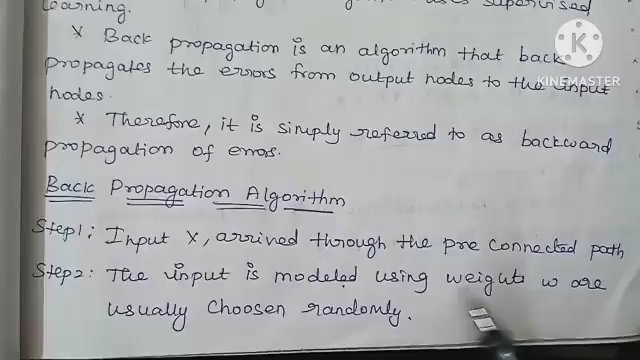 learning.
supervised
x Back propagation is an algorithm that back
propagates the errors from output nodes to the input
nodes.
x Therefore, it is simply referred to as backward
propagation of errors.
Back Propagation Algorithm
Step1: Input X, arrived through the pre connected path
Step2: The input is modeled using weights w are
usually choosen randomly.
K
KINEMASTER